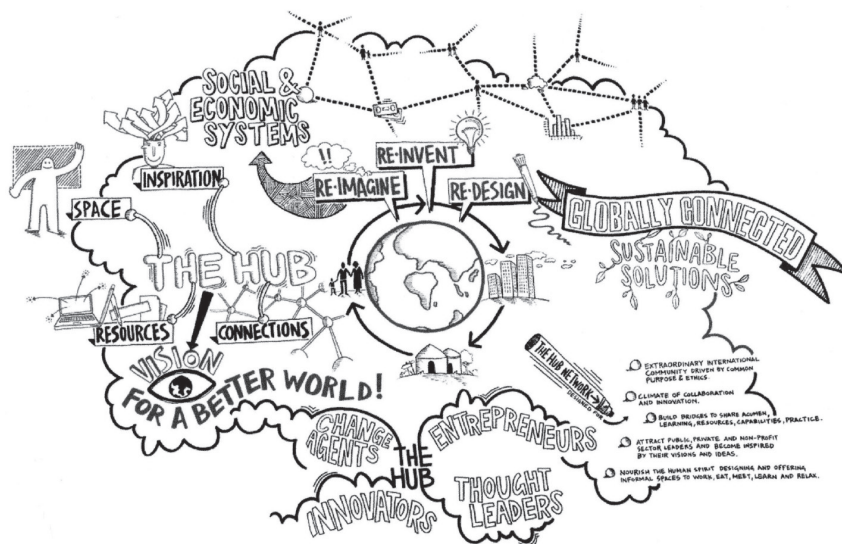 SOCIAL &
ECONOMIC
SYSTEMS
INSPIRATION
SPACE
!!
RE·IMAGINE
RE·INVENT
RE·DESIGN
GLOBALLY CONNECTED
SUSTAINABLE
SOLUTIONS
THE HUB
RESOURCES
CONNECTIONS
VISION
FOR A BETTER WORLD!
THE HUB NETWORK
DESIGNED FOR
EXTRAORDINARY INTERNATIONAL
COMMUNITY DRIVEN BY COMMON
PURPOSE & ETHICS.
CLIMATE OF COLLABORATION
AND INNOVATION.
BUILD BRIDGES TO SHARE ACUMEN,
LEARNING, RESOURCES, CAPABILITIES, PRACTICE.
ATTRACT PUBLIC, PRIVATE AND NON-PROFIT
SECTOR LEADERS AND BECOME INSPIRED
BY THEIR VISIONS AND IDEAS.
NOURISH THE HUMAN SPIRIT DESIGNING AND OFFERING
INFORMAL SPACES TO WORK, EAT, MEET, LEARN AND RELAX.
CHANGE
AGENTS
ENTREPRENEURS
THE
HUB
INNOVATORS
THOUGHT
LEADERS